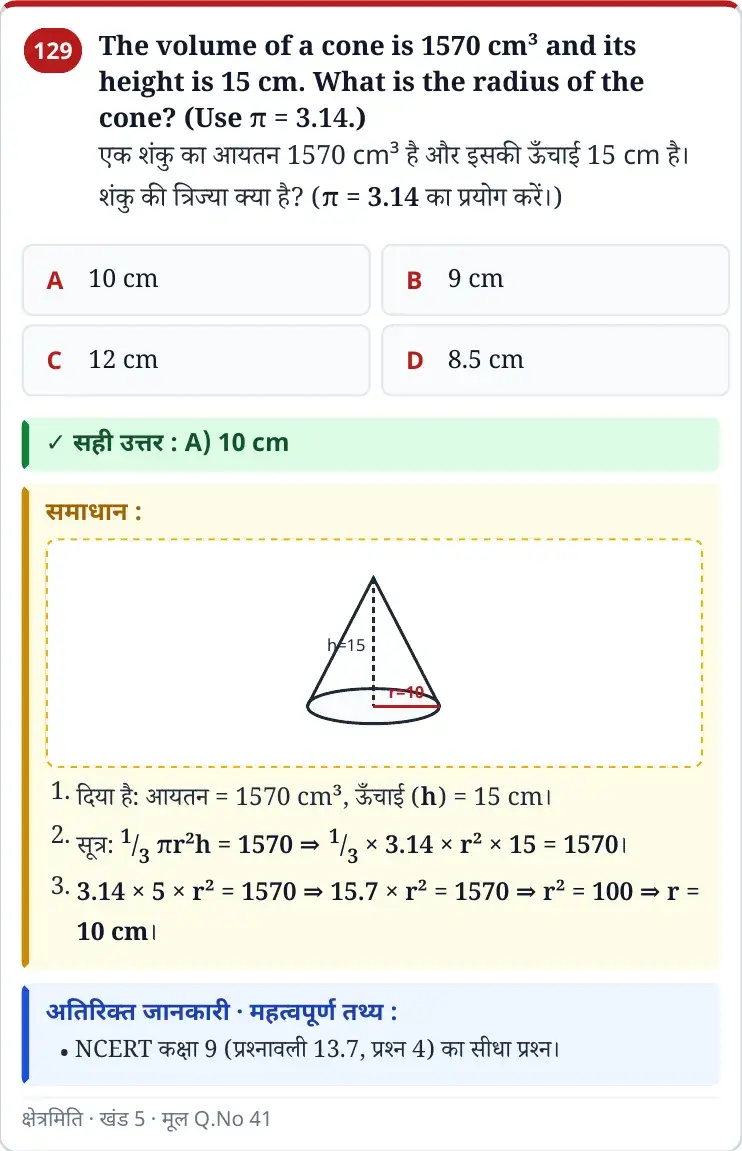 129
The volume of a cone is 1570 cm³ and its
height is 15 cm. What is the radius of the
cone? (Use π = 3.14.)
एक शंकु का आयतन 1570 cm³ है और इसकी ऊँचाई 15 cm है।
शंकु की त्रिज्या क्या है? (π = 3.14 का प्रयोग करें।)
A 10 cm
B 9 cm
C 12 cm
D 8.5 cm
✓ सही उत्तर : A) 10 cm
समाधान :
h=15
r=10
1. दिया है: आयतन = 1570 cm³, ऊँचाई (h) = 15 cm।
2. सूत्र: ¹/₃ πr²h = 1570 ⇒ ¹/₃ × 3.14 × r² × 15 = 1570।
3. 3.14 × 5 × r² = 1570 ⇒ 15.7 × r² = 1570 ⇒ r² = 100 ⇒ r =
10 cm।
अतिरिक्त जानकारी · महत्वपूर्ण तथ्य :
• NCERT कक्षा 9 (प्रश्नावली 13.7, प्रश्न 4) का सीधा प्रश्न।
क्षेत्रमिति · खंड 5 · मूल Q.No 41